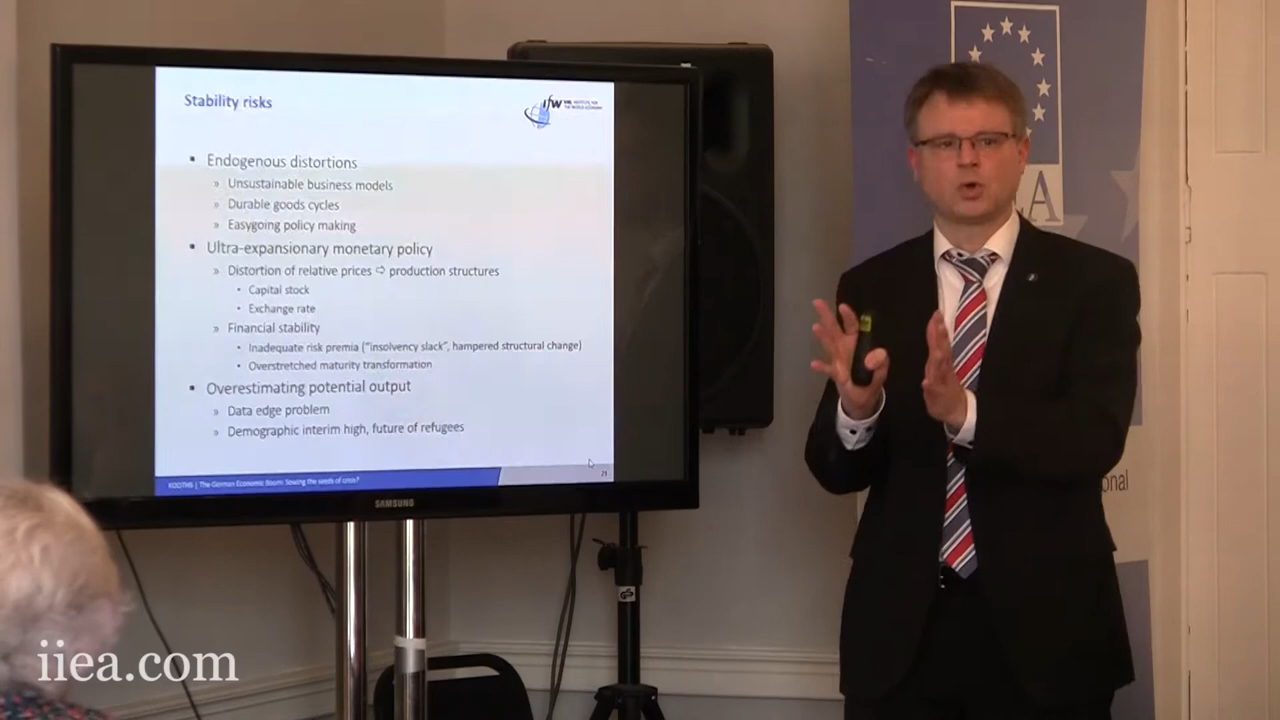 Stability risks
ifw KIEL INSTITUTE FOR
THE WORLD ECONOMY
• Endogenous distortions
» Unsustainable business models
» Durable goods cycles
» Easygoing policy making
• Ultra-expansionary monetary policy
» Distortion of relative prices ⇨ production structures
• Capital stock
• Exchange rate
» Financial stability
• Inadequate risk premia ("insolvency slack", hampered structural change)
• Overstretched maturity transformation
• Overestimating potential output
» Data edge problem
» Demographic interim high, future of refugees
KOOTHS | The German Economic Boom: Sowing the seeds of crisis?
23
SAMSUNG
A
onal
iiea.com